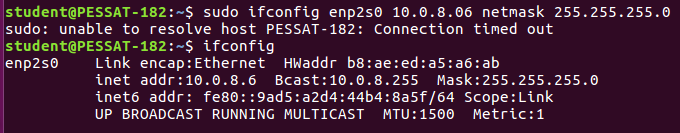 student@PESSAT-182:~$ sudo ifconfig enp2s0 10.0.8.06 netmask 255.255.255.0
sudo: unable to resolve host PESSAT-182: Connection timed out
student@PESSAT-182:~$ ifconfig
enp2s0    Link encap:Ethernet  HWaddr b8:ae:ed:a5:a6:ab
          inet addr:10.0.8.6  Bcast:10.0.8.255  Mask:255.255.255.0
          inet6 addr: fe80::9ad5:a2d4:44b4:8a5f/64 Scope:Link
          UP BROADCAST RUNNING MULTICAST  MTU:1500  Metric:1